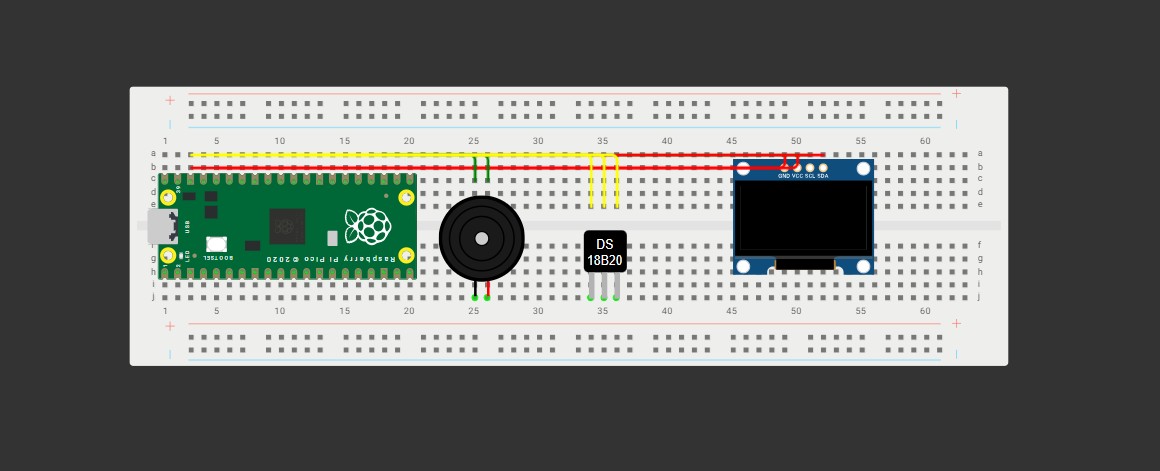 1 5 10 15 20 25 30 35 40 45 50 55 60
a a
b b
c c
d d
e e
GND VCC SCL SDA
39
USB
LED
BOOTSEL
Raspberry Pi Pico © 2020
DS
18B20
f
g g
h h
i i
j j
1 5 10 15 20 25 30 35 40 45 50 55 60